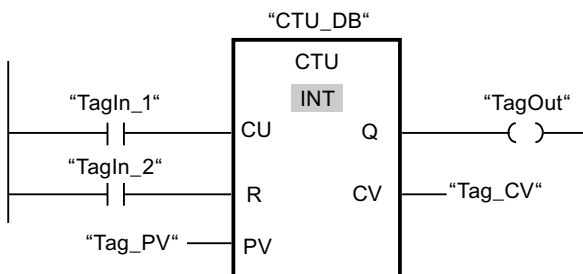 "CTU_DB"
CTU
INT
"TagIn_1“
CU
Q
"TagOut"
"TagIn_2“
R
CV
"Tag_CV“
"Tag_PV“
PV